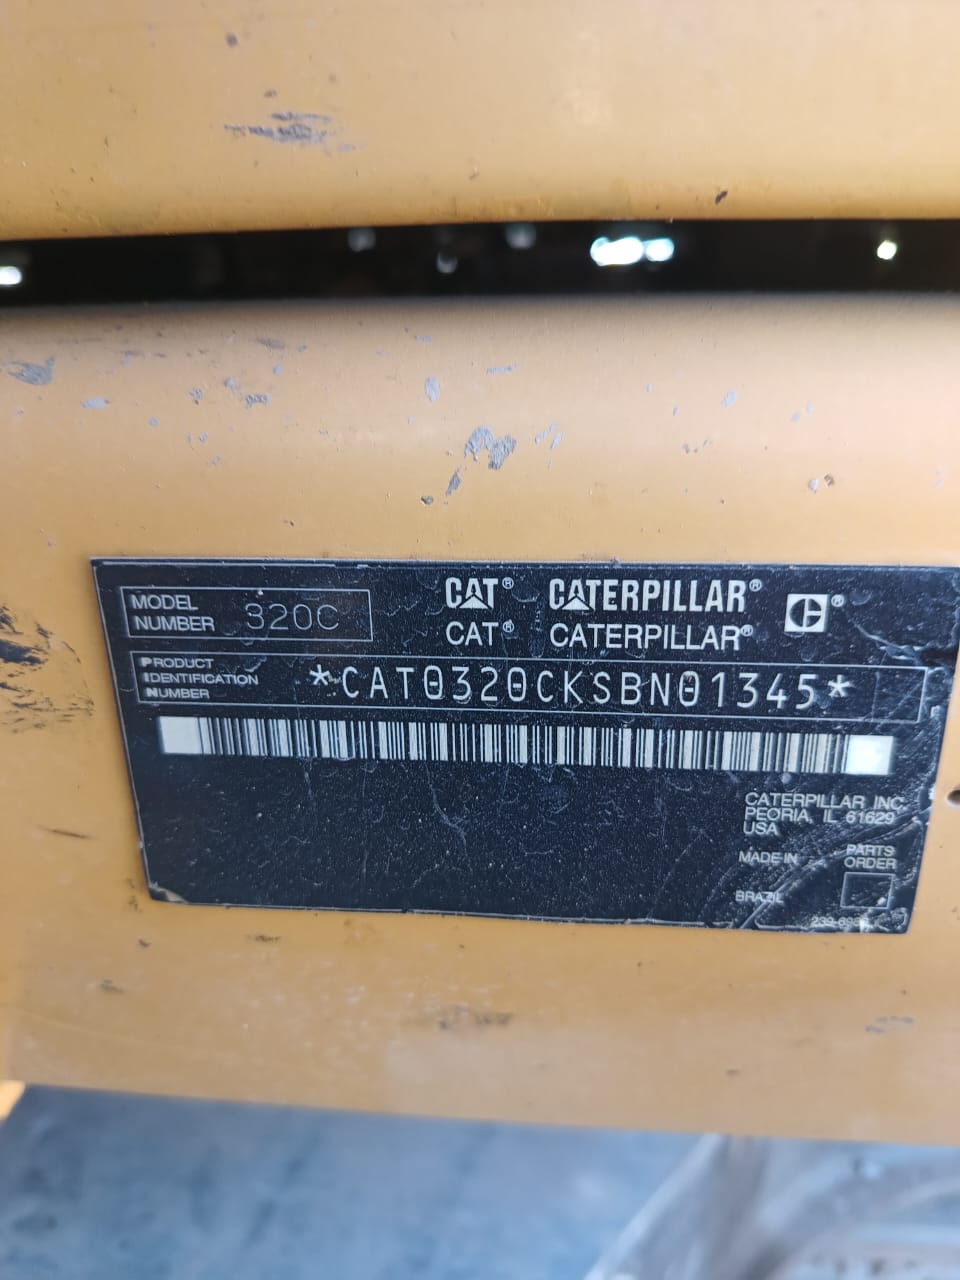 MODEL NUMBER 320C
CAT® CATERPILLAR® ®
CAT® CATERPILLAR®
PRODUCT
IDENTIFICATION
NUMBER
*CAT0320CKSBN01345*
CATERPILLAR INC.
PEORIA, IL 61629
USA
MADE IN
BRAZIL
PARTS
ORDER